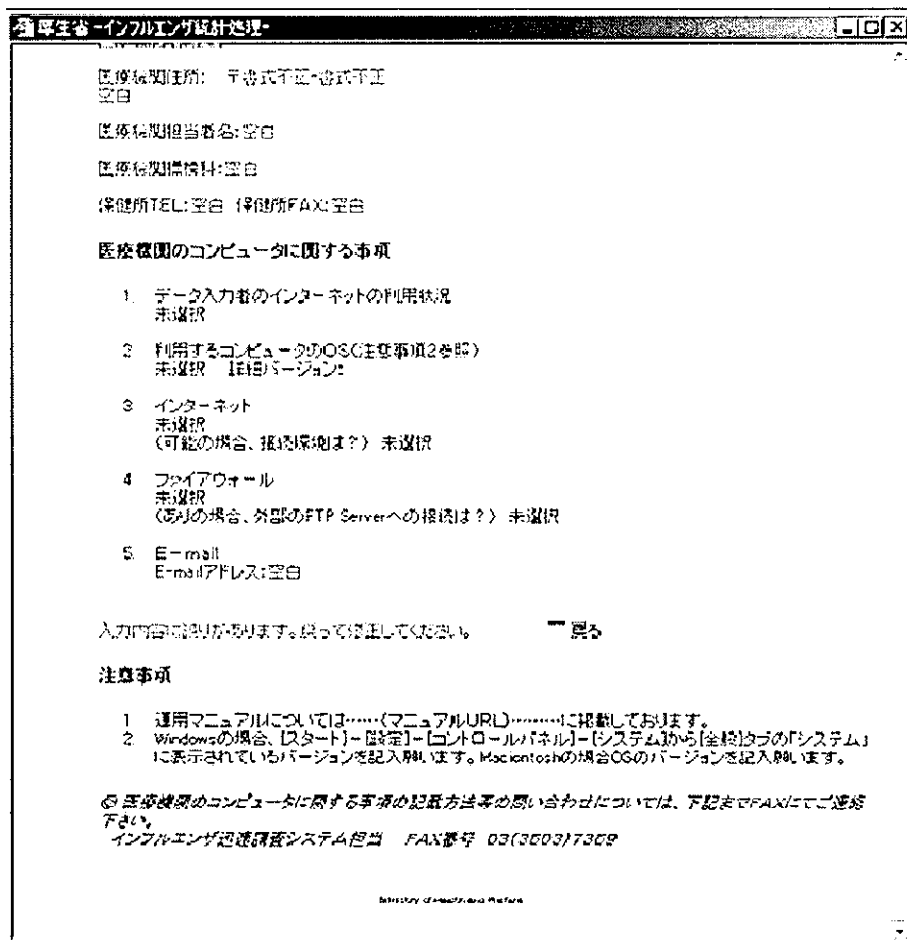 厚生省-インフルエンザ統計処理-
医療機関住所: 〒書式不正-書式不正
空白
医療機関担当者名:空白
医療機関標榜科:空白
保健所TEL:空白 保健所FAX:空白
医療機関のコンピュータに関する事項
1. データ入力者のインターネットの利用状況
未選択
2. 利用するコンピュータのOS(注意事項2参照)
未選択 詳細バージョン:
3. インターネット
未選択
(可能の場合、接続環境は?) 未選択
4. ファイアウォール
未選択
(ありの場合、外部のFTP Serverへの接続は?) 未選択
5. E-mail
E-mailアドレス:空白
入力内容に誤りがあります。戻って修正してください。 戻る
注意事項
1. 運用マニュアルについては……(マニュアルURL)………に掲載しております。
2. Windowsの場合、[スタート]-[設定]-[コントロールパネル]-[システム]から[全般]タブの「システム」
に表示されているバージョンを記入願います。Macintoshの場合OSのバージョンを記入願います。
◎ 医療機関のコンピュータに関する事項の記載方法等の問い合わせについては、下記までFAXにてご連絡
下さい。
インフルエンザ迅速調査システム担当 FAX番号